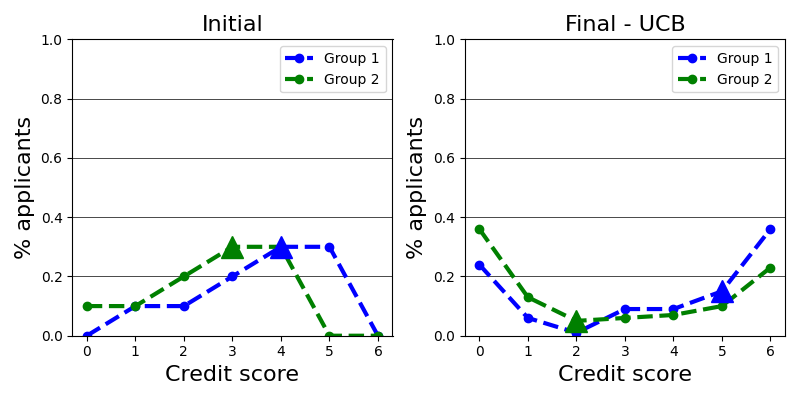 Initial
Group 1
Group 2
1.0
0.8
0.6
0.4
0.2
0.0
% applicants
0 1 2 3 4 5 6
Credit score
Final - UCB
Group 1
Group 2
1.0
0.8
0.6
0.4
0.2
0.0
% applicants
0 1 2 3 4 5 6
Credit score